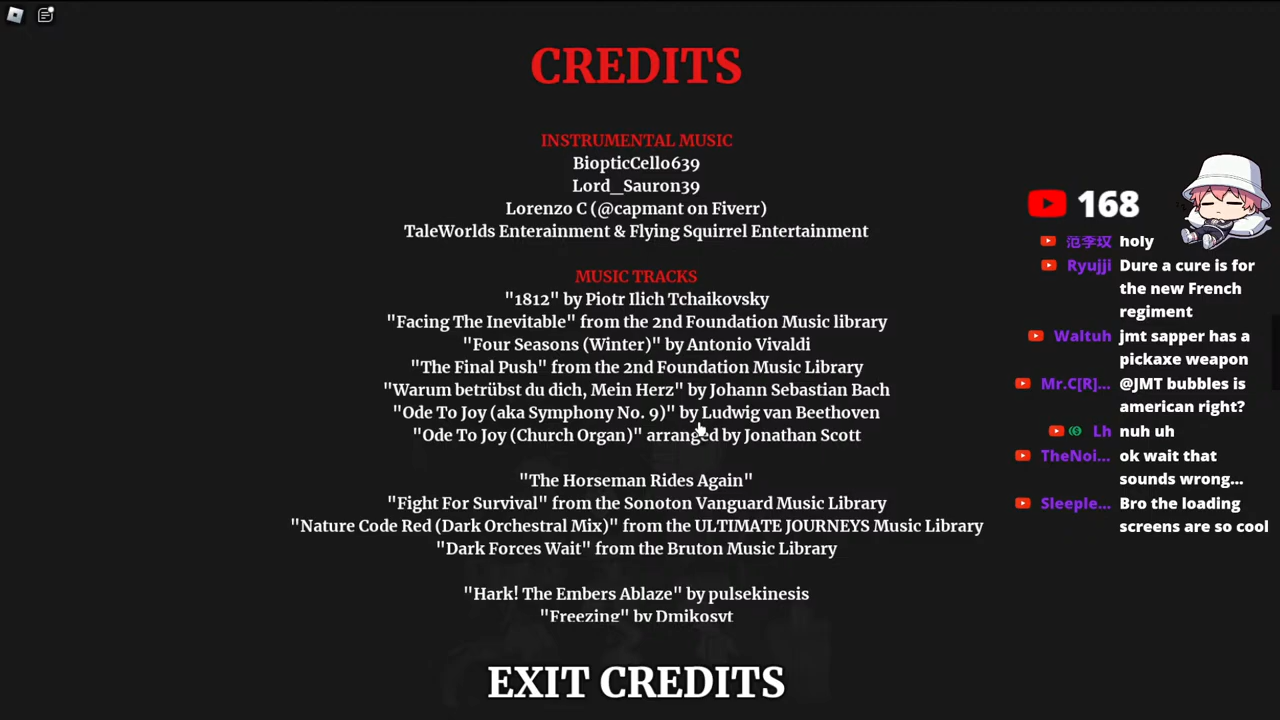 CREDITS
INSTRUMENTAL MUSIC
BiopticCello639
Lord_Sauron39
Lorenzo C (@capmant on Fiverr)
TaleWorlds Enterainment & Flying Squirrel Entertainment
MUSIC TRACKS
"1812" by Piotr Ilich Tchaikovsky
"Facing The Inevitable" from the 2nd Foundation Music library
"Four Seasons (Winter)" by Antonio Vivaldi
"The Final Push" from the 2nd Foundation Music Library
"Warum betrübst du dich, Mein Herz" by Johann Sebastian Bach
"Ode To Joy (aka Symphony No. 9)" by Ludwig van Beethoven
"Ode To Joy (Church Organ)" arranged by Jonathan Scott
"The Horseman Rides Again"
"Fight For Survival" from the Sonoton Vanguard Music Library
"Nature Code Red (Dark Orchestral Mix)" from the ULTIMATE JOURNEYS Music Library
"Dark Forces Wait" from the Bruton Music Library
"Hark! The Embers Ablaze" by pulsekinesis
"Freezing" by Dmikosyt
EXIT CREDITS
168
范李奴 holy
Ryujji Dure a cure is for
the new French
regiment
Waltuh jmt sapper has a
pickaxe weapon
Mr.C[R]... @JMT bubbles is
american right?
Lh nuh uh
TheNoi... ok wait that
sounds wrong...
Sleeple... Bro the loading
screens are so cool